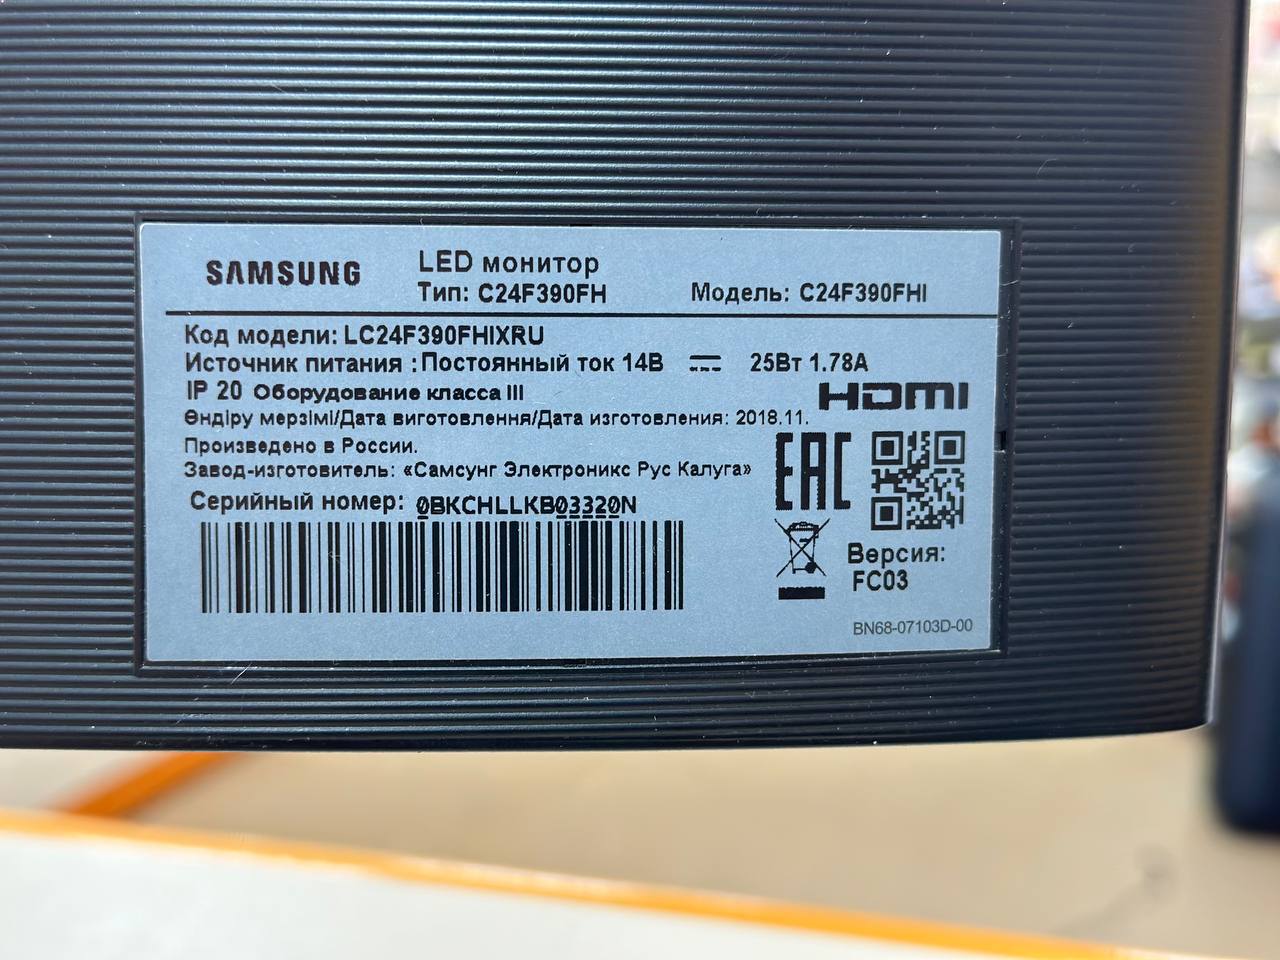 SAMSUNG
LED монитор
Тип: C24F390FH Модель: C24F390FHI
Код модели: LC24F390FHIXRU
Источник питания : Постоянный ток 14В 25Вт 1.78А
IP 20 Оборудование класса III
HDMI
Өндіру мерзімі/Дата виготовлення/Дата изготовления: 2018.11.
Произведено в России.
Завод-изготовитель: «Самсунг Электроникс Рус Калуга»
EAC
Серийный номер: 0BKCHLLKB03320N
Версия:
FC03
BN68-07103D-00